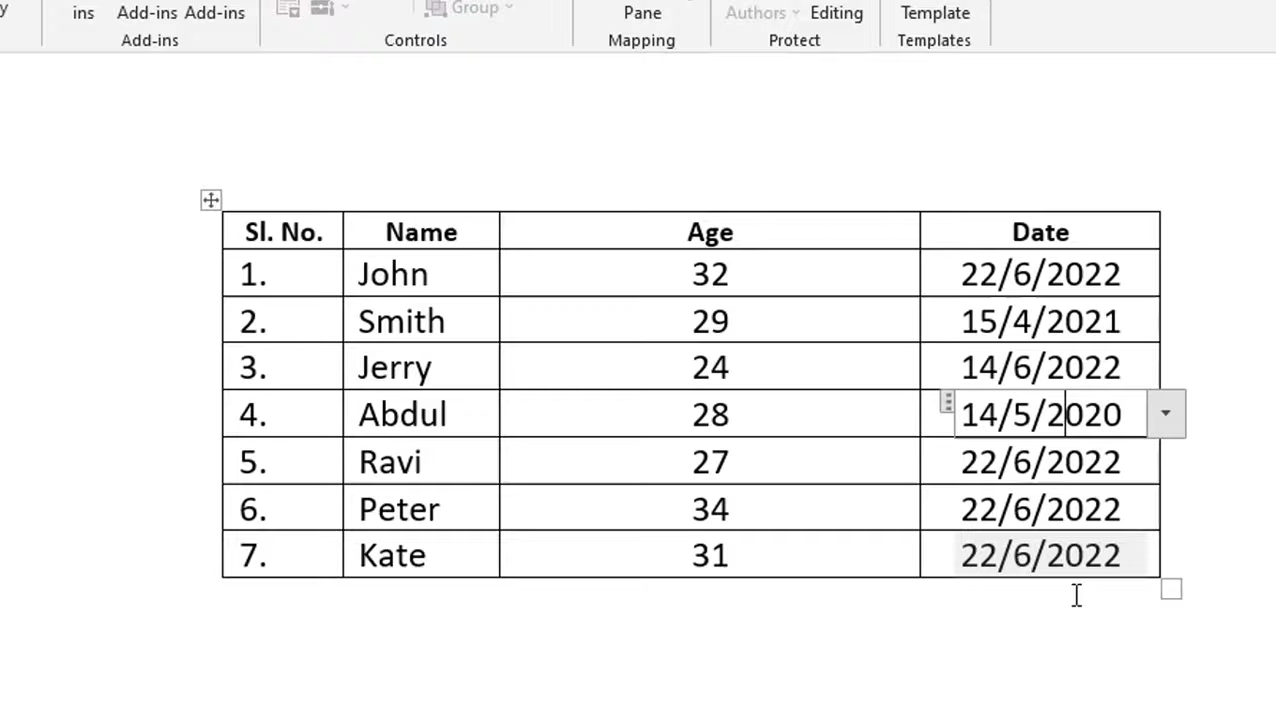 ins Add-ins Add-ins Group Pane Authors Editing Template
Add-ins Controls Mapping Protect Templates
Sl. No. Name Age Date
1. John 32 22/6/2022
2. Smith 29 15/4/2021
3. Jerry 24 14/6/2022
4. Abdul 28 14/5/2020
5. Ravi 27 22/6/2022
6. Peter 34 22/6/2022
7. Kate 31 22/6/2022